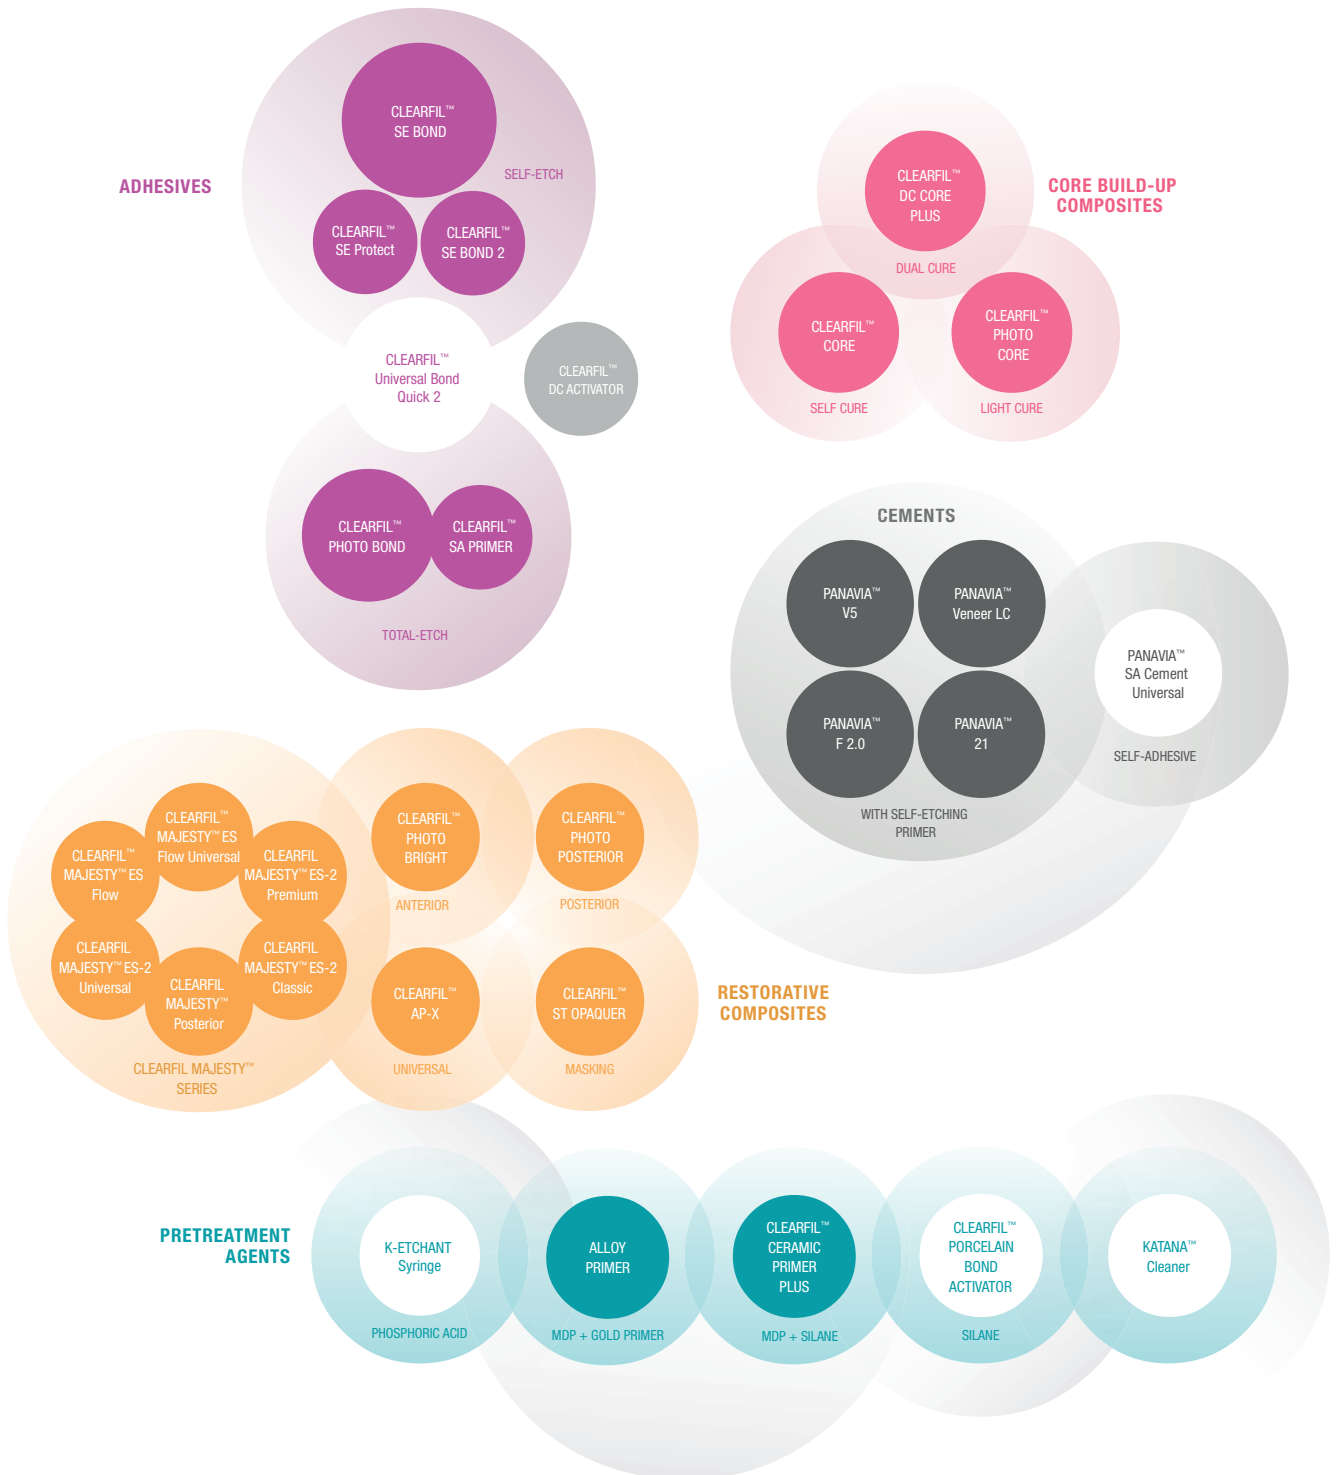 ADHESIVES
CLEARFIL™
SE BOND
SELF-ETCH
CLEARFIL™
SE Protect
CLEARFIL™
SE BOND 2
CLEARFIL™
Universal Bond
Quick 2
CLEARFIL™
DC ACTIVATOR
CLEARFIL™
PHOTO BOND
CLEARFIL™
SA PRIMER
TOTAL-ETCH
CORE BUILD-UP
COMPOSITES
CLEARFIL™
DC CORE
PLUS
DUAL CURE
CLEARFIL™
CORE
SELF CURE
CLEARFIL™
PHOTO
CORE
LIGHT CURE
CEMENTS
PANAVIA™
V5
PANAVIA™
Veneer LC
PANAVIA™
F 2.0
PANAVIA™
21
WITH SELF-ETCHING
PRIMER
PANAVIA™
SA Cement
Universal
SELF-ADHESIVE
CLEARFIL™
MAJESTY™ ES
Flow Universal
CLEARFIL™
MAJESTY™ ES
Flow
CLEARFIL
MAJESTY™ ES-2
Premium
CLEARFIL
MAJESTY™ ES-2
Universal
CLEARFIL
MAJESTY™
Posterior
CLEARFIL
MAJESTY™ ES-2
Classic
CLEARFIL MAJESTY™
SERIES
CLEARFIL™
PHOTO
BRIGHT
ANTERIOR
CLEARFIL™
PHOTO
POSTERIOR
POSTERIOR
CLEARFIL™
AP-X
UNIVERSAL
CLEARFIL™
ST OPAQUER
MASKING
RESTORATIVE
COMPOSITES
PRETREATMENT
AGENTS
K-ETCHANT
Syringe
PHOSPHORIC ACID
ALLOY
PRIMER
MDP + GOLD PRIMER
CLEARFIL™
CERAMIC
PRIMER
PLUS
MDP + SILANE
CLEARFIL™
PORCELAIN
BOND
ACTIVATOR
SILANE
KATANA™
Cleaner